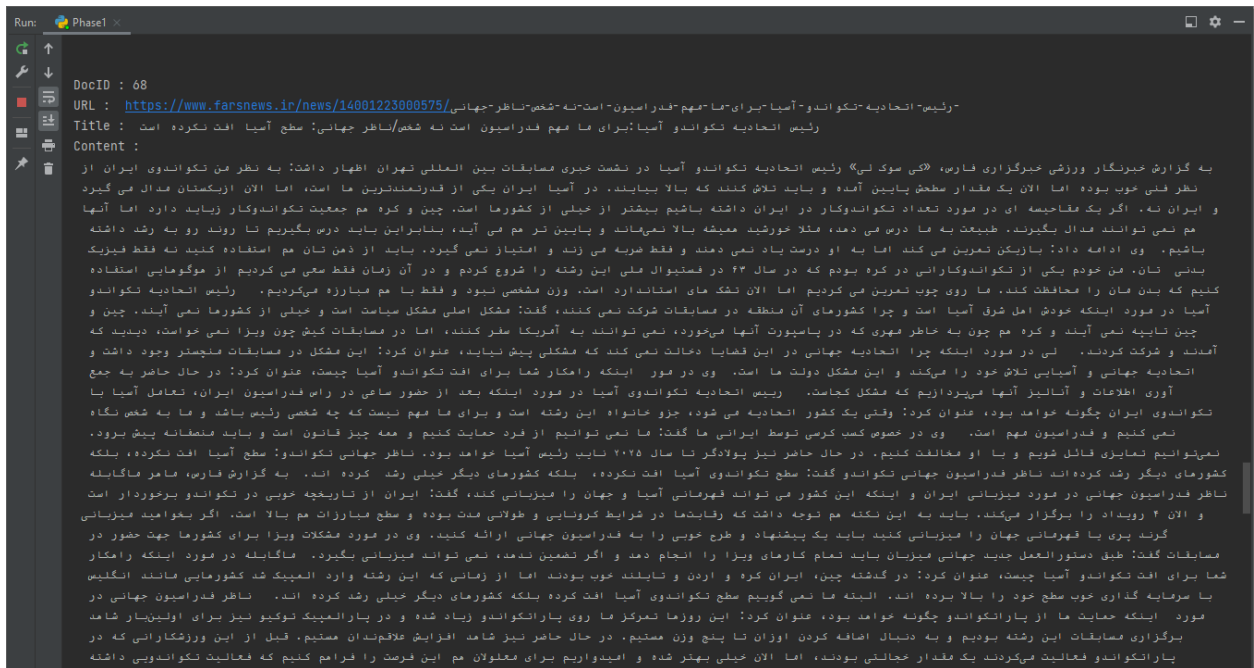 Run: Phase1
DocID : 68
URL : https://www.farsnews.ir/news/14001223000575/رئیس-اتحادیه-تکواندو-آسیا-برای-ما-مهم-فدراسیون-است-نه-شخص-ناظر-جهانی-
Title : رئیس اتحادیه تکواندو آسیا:برای ما مهم فدراسیون است نه شخص/ناظر جهانی: سطح آسیا افت نکرده است
Content :
به گزارش خبرنگار ورزشی خبرگزاری فارس، «کی سوک لی» رئیس اتحادیه تکواندو آسیا در نشست خبری مسابقات بین المللی تهران اظهار داشت: به نظر من تکواندوی ایران از
نظر فنی خوب بوده اما الان یک مقدار سطحش پایین آمده و باید تلاش کنند که بالا بیایند. در آسیا ایران یکی از قدرتمندترین ها است، اما الان ازبکستان مدال می گیرد
و ایران نه. اگر یک مقاحیسه ای در مورد تعداد تکواندوکار در ایران داشته باشیم بیشتر از خیلی از کشورها است. چین و کره هم جمعیت تکواندوکار زیاید دارد اما آنها
هم نمی توانند مدال بگیرند. طبیعت به ما درس می دهد، مثلا خورشید همیشه بالا نمی‌ماند و پایین تر هم می آید، بنابراین باید درس بگیریم تا روند رو به رشد داشته
باشیم. وی ادامه داد: بازیکن تمرین می کند اما به او درست یاد نمی دهند و فقط ضربه می زند و امتیاز نمی گیرد. باید از ذهن تان هم استفاده کنید نه فقط فیزیک
بدنی تان. من خودم یکی از تکواندوکارانی در کره بودم که در سال ۶۳ در فستیوال ملی این رشته را شروع کردم و در آن زمان فقط سعی می کردیم از هوگوهایی استفاده
کنیم که بدن مان را محافظت کند. ما روی چوب تمرین می کردیم اما الان تشک های استاندارد است. وزن مشخصی نبود و فقط با هم مبارزه می‌کردیم. رئیس اتحادیه تکواندو
آسیا در مورد اینکه خودش اهل شرق آسیا است و چرا کشورهای آن منطقه در مسابقات شرکت نمی کنند، گفت: مشکل اصلی مشکل سیاست است و خیلی از کشورها نمی آیند. چین و
چین تایپه نمی آیند و کره هم چون به خاطر مهری که در پاسپورت آنها می‌خورد، نمی توانند به آمریکا سفر کنند، اما در مسابقات کیش چون ویزا نمی خواست، دیدید که
آمدند و شرکت کردند. لی در مورد اینکه چرا اتحادیه جهانی در این قضایا دخالت نمی کند که مشکلی پیش نیاید، عنوان کرد: این مشکل در مسابقات منچستر وجود داشت و
اتحادیه جهانی و آسیایی تلاش خود را می‌کند و این مشکل دولت ها است. وی در مور اینکه راهکار شما برای افت تکواندو آسیا چیست، عنوان کرد: در حال حاضر به جمع
آوری اطلاعات و آنالیز آنها می‌پردازیم که مشکل کجاست. رییس اتحادیه تکواندوی آسیا در مورد اینکه بعد از حضور ساعی در راس فدراسیون ایران، تعامل آسیا با
تکواندوی ایران چگونه خواهد بود، عنوان کرد: وقتی یک کشور اتحادیه می شود، جزو خانواه این رشته است و برای ما مهم نیست که چه شخصی رئیس باشد و ما به شخص نگاه
نمی کنیم و فدراسیون مهم است. وی در خصوص کسب کرسی توسط ایرانی ها گفت: ما نمی توانیم از فرد حمایت کنیم و همه چیز قانون است و باید منصفانه پیش برود.
نمی‌توانیم تمایزی قائل شویم و با او مخالفت کنیم. در حال حاضر نیز پولادگر تا سال ۲۰۲۵ نایب رئیس آسیا خواهد بود. ناظر جهانی تکواندو: سطح آسیا افت نکرده، بلکه
کشورهای دیگر رشد کرده‌اند ناظر فدراسیون جهانی تکواندو گفت: سطح تکواندوی آسیا افت نکرده، بلکه کشورهای دیگر خیلی رشد کرده اند. به گزارش فارس، ماهر ماگابله
ناظر فدراسیون جهانی در مورد میزبانی ایران و اینکه این کشور می تواند قهرمانی آسیا و جهان را میزبانی کند، گفت: ایران از تاریخچه خوبی در تکواندو برخوردار است
و الان ۴ رویداد را برگزار می‌کند. باید به این نکته هم توجه داشت که رقابت‌ها در شرایط کرونایی و طولانی مدت بوده و سطح مبارزات هم بالا است. اگر بخواهید میزبانی
گرند پری یا قهرمانی جهان را میزبانی کنید باید یک پیشنهاد و طرح خوبی را به فدراسیون جهانی ارائه کنید. وی در مورد مشکلات ویزا برای کشورها جهت حضور در
مسابقات گفت: طبق دستورالعمل جدید جهانی میزبان باید تمام کارهای ویزا را انجام دهد و اگر تضمین ندهد، نمی تواند میزبانی بگیرد. ماگابله در مورد اینکه راهکار
شما برای افت تکواندو آسیا چیست، عنوان کرد: در گذشته چین، ایران کره و اردن و تایلند خوب بودند اما از زمانی که این رشته وارد المپیک شد کشورهایی مانند انگلیس
با سرمایه گذاری خوب سطح خود را بالا برده اند. البته ما نمی گوییم سطح تکواندوی آسیا افت کرده بلکه کشورهای دیگر خیلی رشد کرده اند. ناظر فدراسیون جهانی در
مورد اینکه حمایت ها از پاراتکواندو چگونه خواهد بود، عنوان کرد: این روزها تمرکز ما روی پاراتکواندو زیاد شده و در پارالمپیک توکیو نیز برای اولین‌بار شاهد
برگزاری مسابقات این رشته بودیم و به دنبال اضافه کردن اوزان تا پنج وزن هستیم. در حال حاضر نیز شاهد افزایش علاقمندان هستیم. قبل از این ورزشکارانی که در
پاراتکواندو فعالیت می‌کردند یک مقدار خجالتی بودند، اما الان خیلی بهتر شده و امیدواریم برای معلولان هم این فرصت را فراهم کنیم که فعالیت تکواندویی داشته